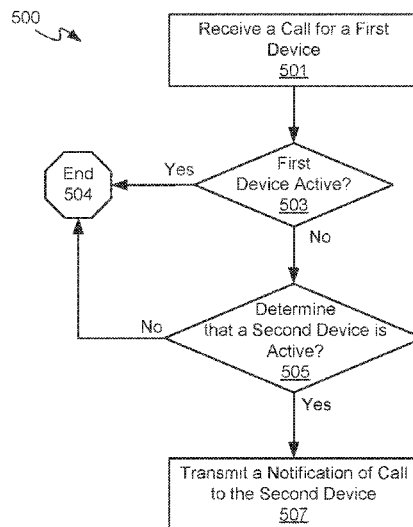 500
Receive a Call for a First
Device
501
First
Device Active?
503
Yes
End
504
No
Determine
that a Second Device is
Active?
505
No
Yes
Transmit a Notification of Call
to the Second Device
507